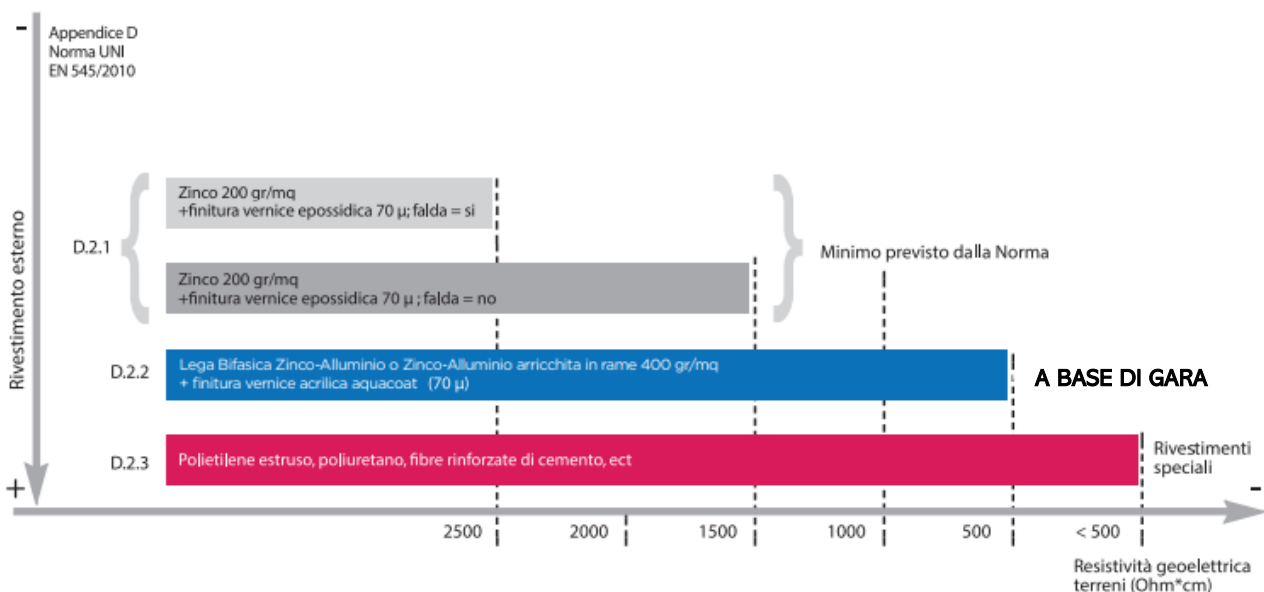 -
Appendice D
Norma UNI
EN 545/2010
Rivestimento esterno
D.2.1
Zinco 200 gr/mq
+finitura vernice epossidica 70 µ; falda = si
Zinco 200 gr/mq
+finitura vernice epossidica 70 µ ; falda = no
Minimo previsto dalla Norma
D.2.2
Lega Bifasica Zinco-Alluminio o Zinco-Alluminio arricchita in rame 400 gr/mq
+ finitura vernice acrilica aquacoat (70 µ)
A BASE DI GARA
D.2.3
Polietilene estruso, poliuretano, fibre rinforzate di cemento, ect
Rivestimenti
speciali
+
-
2500 2000 1500 1000 500 < 500
Resistività geoelettrica
terreni (Ohm*cm)